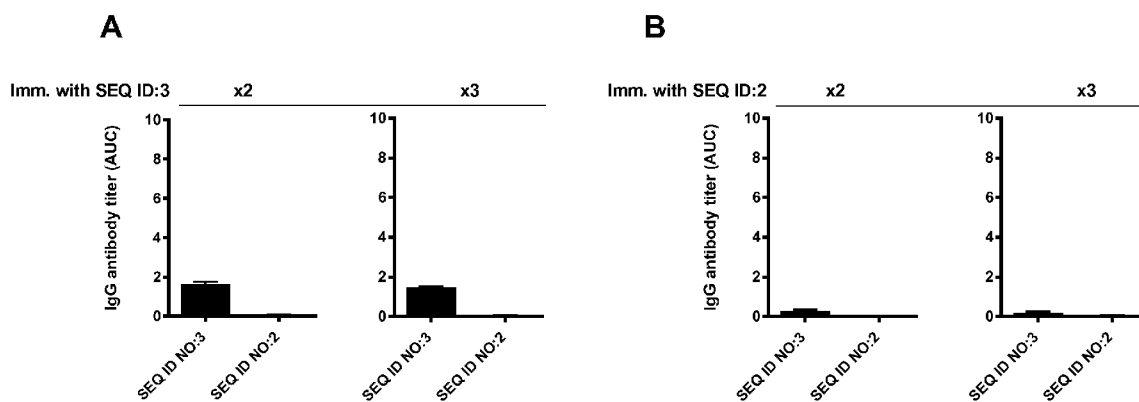 A
B
Imm. with SEQ ID:3 x2 x3
Imm. with SEQ ID:2 x2 x3
IgG antibody titer (AUC)
10
8
6
4
2
0
SEQ ID NO:3
SEQ ID NO:2
10
8
6
4
2
0
SEQ ID NO:3
SEQ ID NO:2
IgG antibody titer (AUC)
10
8
6
4
2
0
SEQ ID NO:3
SEQ ID NO:2
10
8
6
4
2
0
SEQ ID NO:3
SEQ ID NO:2